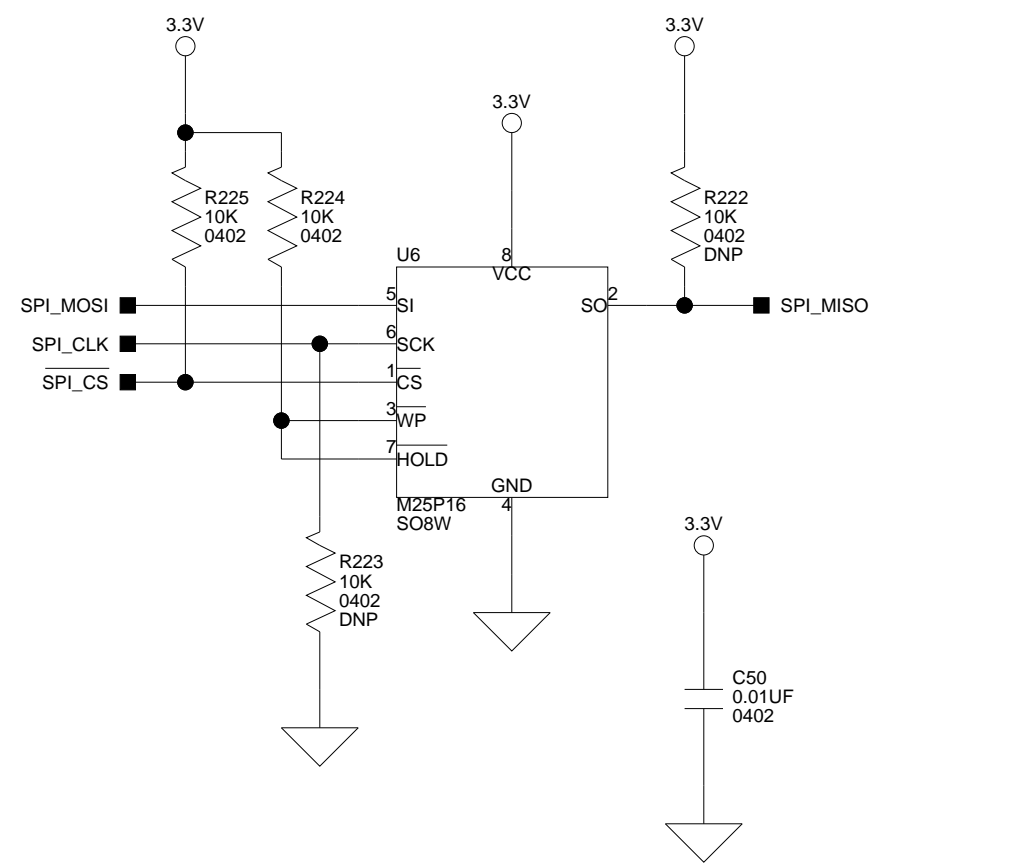 3.3V
3.3V
3.3V
R225
10K
0402
R224
10K
0402
R222
10K
0402
DNP
U6
8
VCC
SPI_MOSI
5
SI
SO
2
SPI_MISO
SPI_CLK
6
SCK
SPI_CS
1
CS
3
WP
7
HOLD
GND
4
M25P16
SO8W
3.3V
R223
10K
0402
DNP
C50
0.01UF
0402